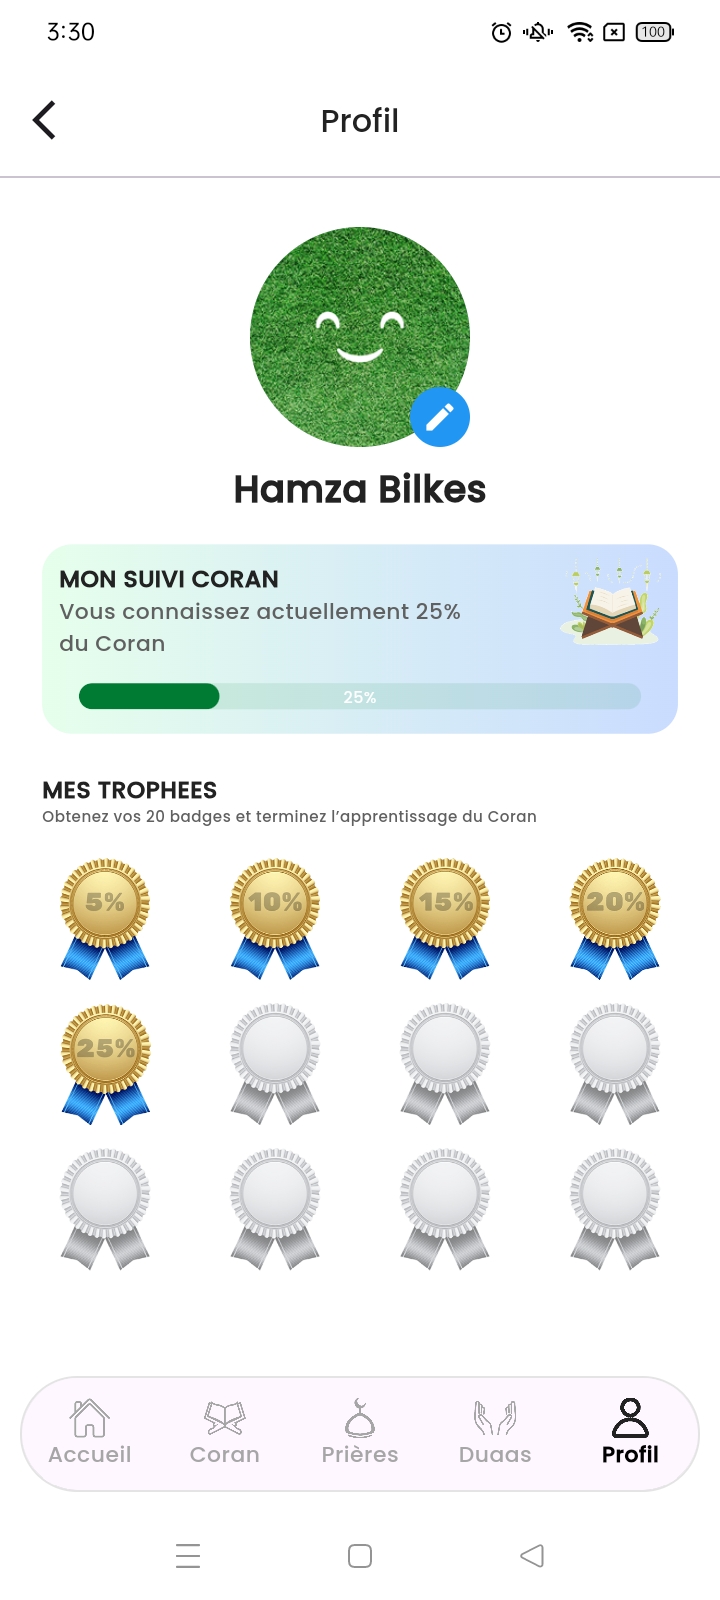 3:30
100
Profil
Hamza Bilkes
MON SUIVI CORAN
Vous connaissez actuellement 25%
du Coran
25%
MES TROPHEES
Obtenez vos 20 badges et terminez l’apprentissage du Coran
5% 10% 15% 20%
25%
Accueil Coran Prières Duaas Profil